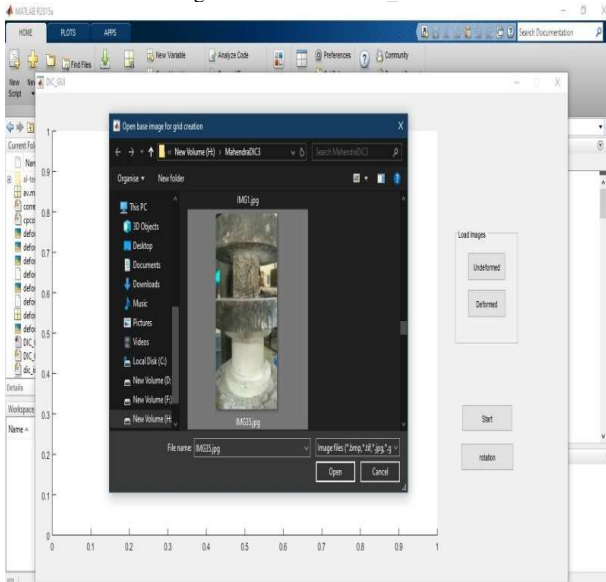 MATLAB R2015a
HOME PLOTS APPS
Search Documentation
New Script
New
Find Files
New Variable
Analyze Code
Preferences
Community
DIC_GUI
Current Fol
Name
Open base image for grid creation
« New Volume (H:) › MahendraDIC3
Search MahendraDIC3
Organise
New folder
This PC
3D Objects
Desktop
Documents
Downloads
Music
Pictures
Videos
Local Disk (C:)
New Volume (D:
New Volume (F:)
New Volume (H:
IMG1.jpg
IMG35.jpg
File name: IMG35.jpg
Image files (*.bmp,*.tif,*.jpg,*.g
Open
Cancel
Load Images
Undeformed
Deformed
Start
rotation
Details
Workspace
Name
1
0.9
0.8
0.7
0.6
0.5
0.4
0.3
0.2
0.1
0
0 0.1 0.2 0.3 0.4 0.5 0.6 0.7 0.8 0.9 1